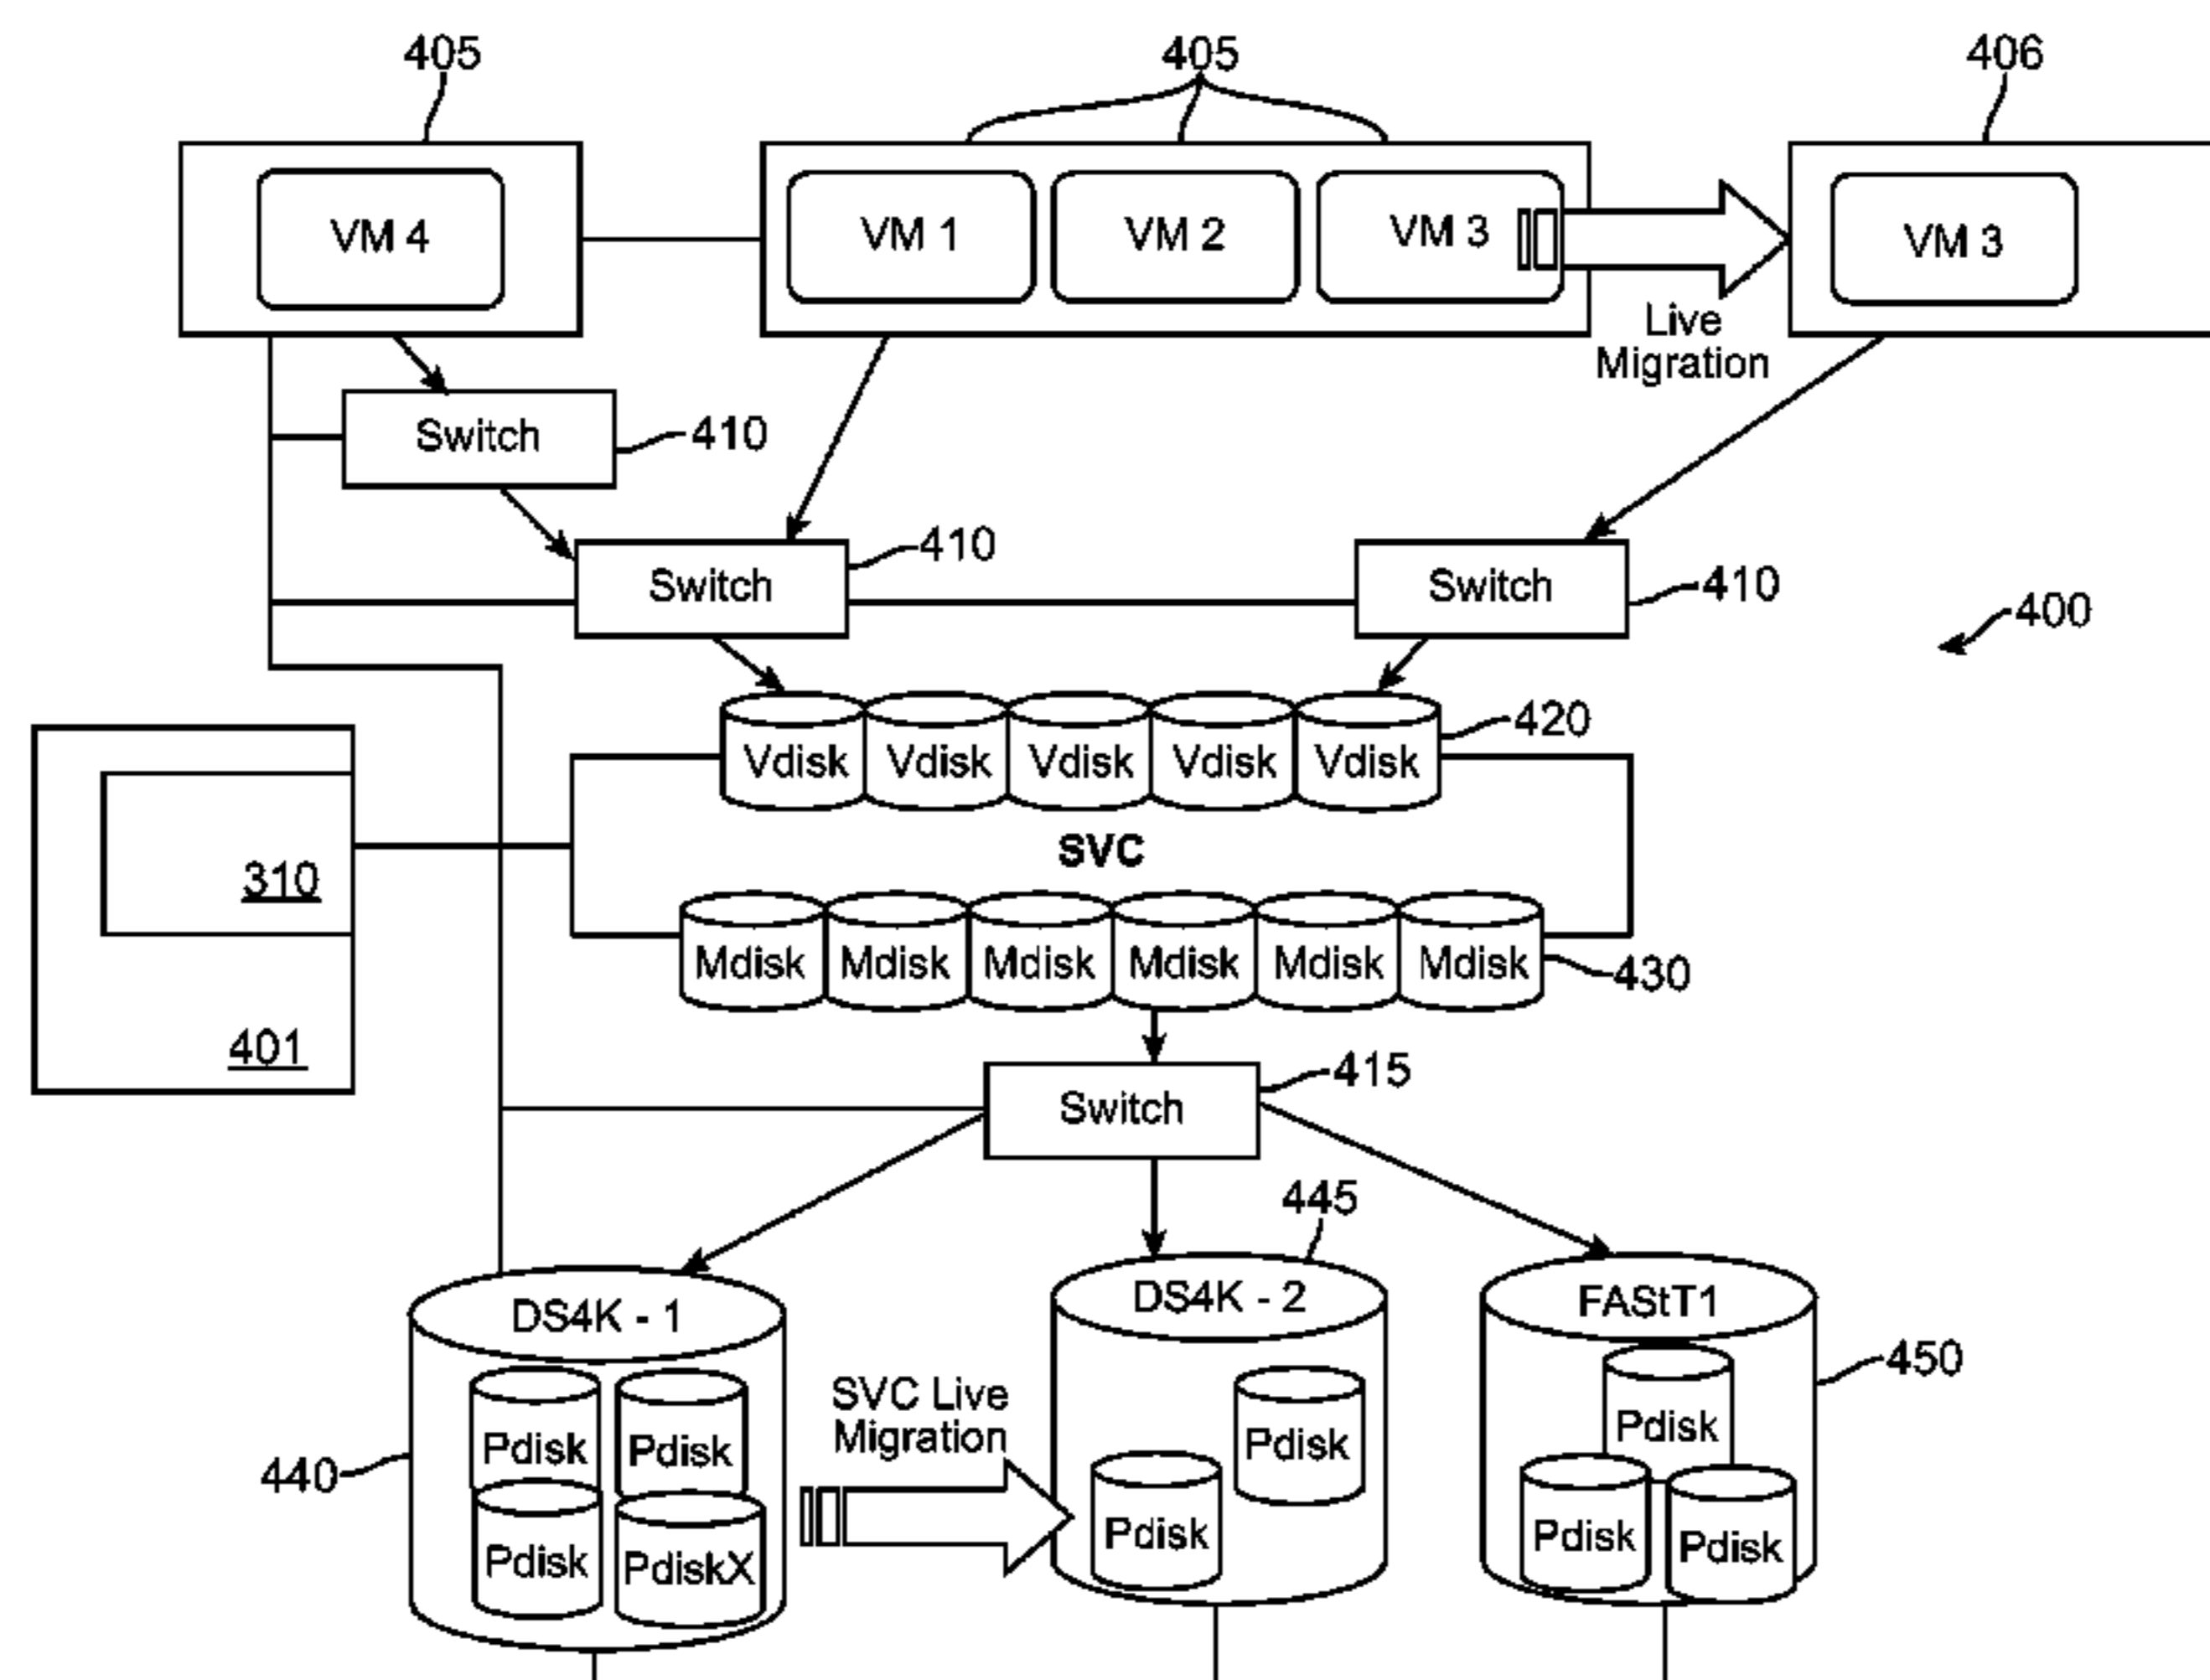 405
405
406
VM 4
VM 1
VM 2
VM 3
VM 3
Live
Migration
Switch
410
Switch
410
Switch
410
400
420
Vdisk
Vdisk
Vdisk
Vdisk
Vdisk
SVC
310
Mdisk
Mdisk
Mdisk
Mdisk
Mdisk
Mdisk
430
401
Switch
415
445
DS4K - 1
DS4K - 2
FAStT1
450
SVC Live
Migration
440
Pdisk
Pdisk
Pdisk
PdiskX
Pdisk
Pdisk
Pdisk
Pdisk
Pdisk